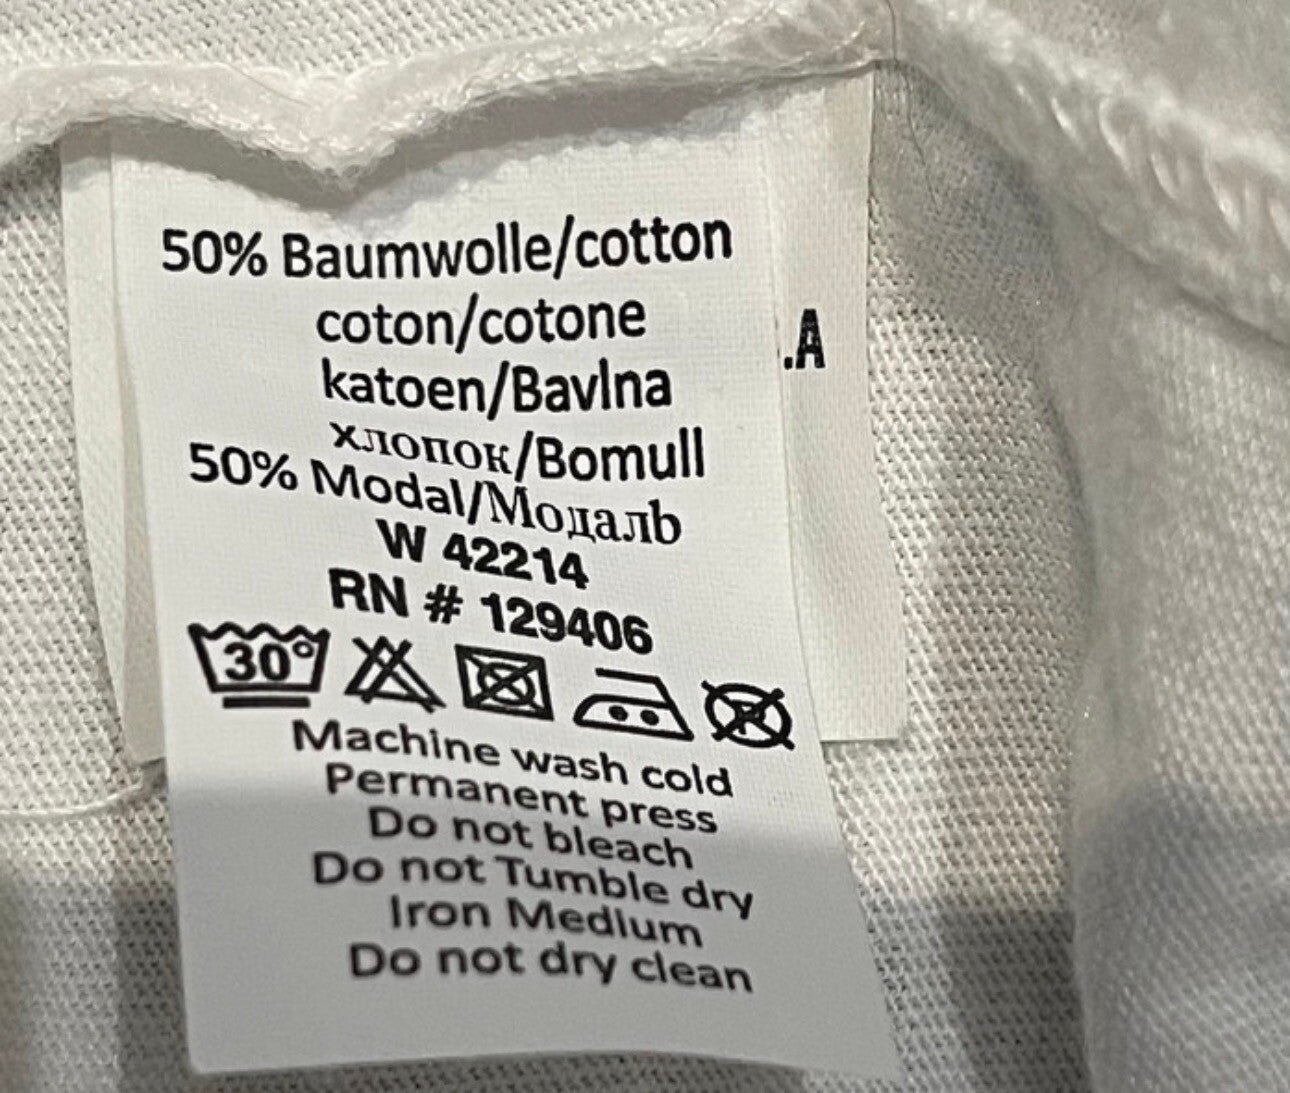 50% Baumwolle/cotton
coton/cotone
katoen/Bavlna
хлопок/Bomull
50% Modal/Модаль
W 42214
RN # 129406
30°
Machine wash cold
Permanent press
Do not bleach
Do not Tumble dry
Iron Medium
Do not dry clean
.A